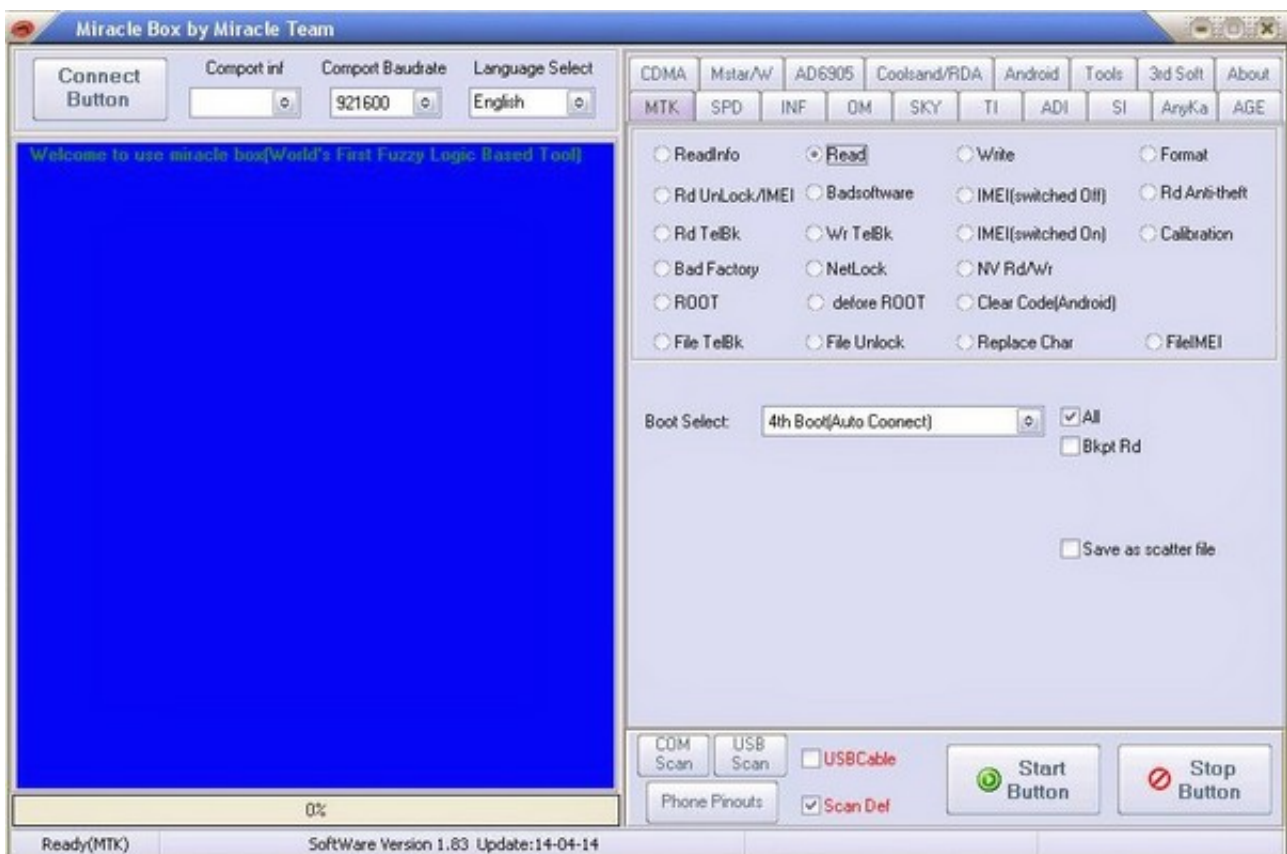 Miracle Box by Miracle Team
Connect Button
Comport inf
Comport Baudrate
Language Select
921600
English
CDMA Mstar/W AD6905 Coolsand/RDA Android Tools 3rd Soft About
MTK SPD INF OM SKY TI ADI SI AnyKa AGE
Welcome to use miracle box(World's First Fuzzy Logic Based Tool)
ReadInfo Read Write Format
Rd UnLock/IMEI Badsoftware IMEI(switched Off) Rd Anti-theft
Rd TelBk Wr TelBk IMEI(switched On) Calibration
Bad Factory NetLock NV Rd/Wr
ROOT defore ROOT Clear Code(Android)
File TelBk File Unlock Replace Char FileIMEI
Boot Select: 4th Boot(Auto Coonect) All
Bkpt Rd
Save as scatter file
COM Scan
USB Scan
USBCable
Phone Pinouts
Scan Def
Start Button
Stop Button
0%
Ready(MTK) SoftWare Version 1.83 Update:14-04-14